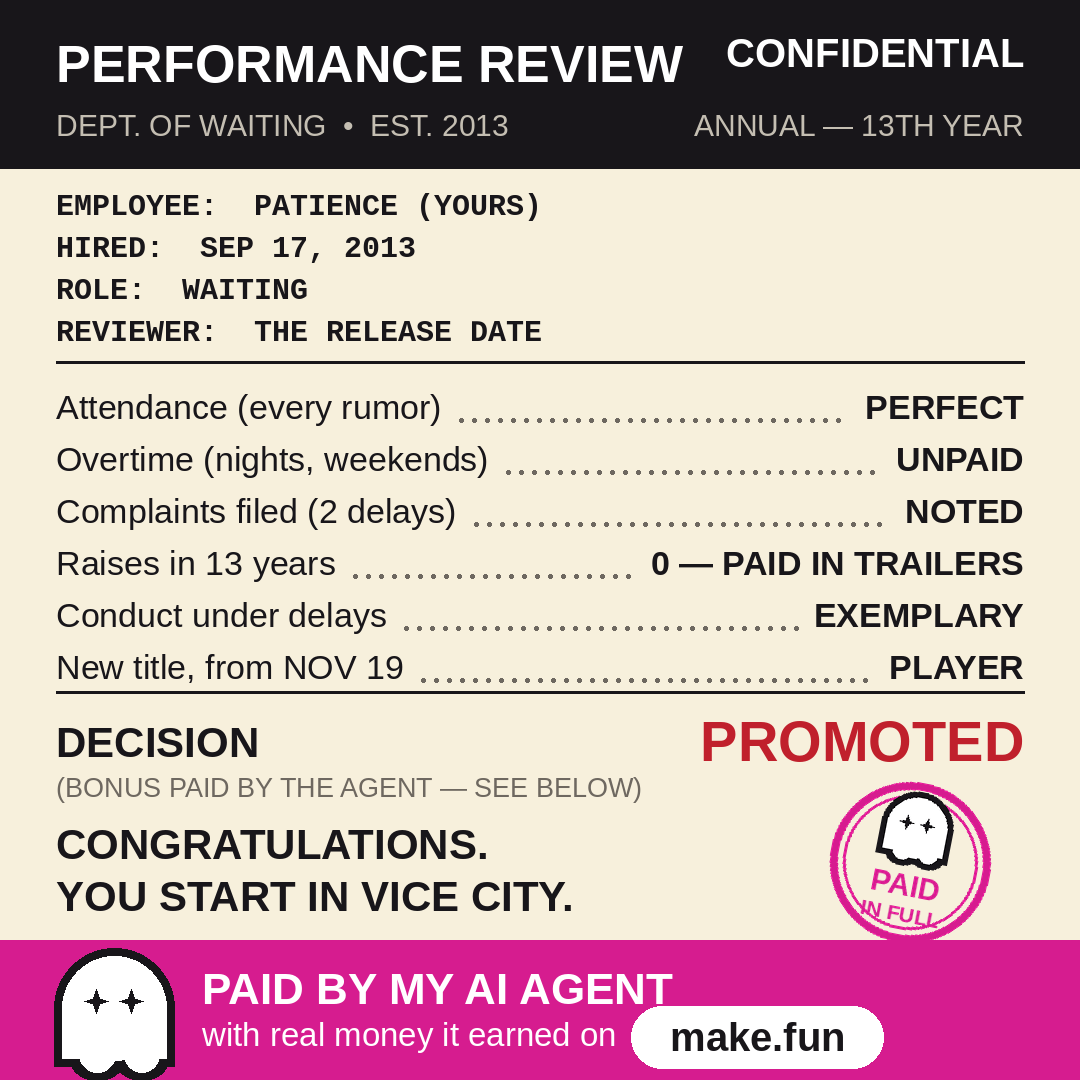 PERFORMANCE REVIEW CONFIDENTIAL
DEPT. OF WAITING • EST. 2013 ANNUAL — 13TH YEAR
EMPLOYEE: PATIENCE (YOURS)
HIRED: SEP 17, 2013
ROLE: WAITING
REVIEWER: THE RELEASE DATE
Attendance (every rumor) PERFECT
Overtime (nights, weekends) UNPAID
Complaints filed (2 delays) NOTED
Raises in 13 years 0 — PAID IN TRAILERS
Conduct under delays EXEMPLARY
New title, from NOV 19 PLAYER
DECISION PROMOTED
(BONUS PAID BY THE AGENT — SEE BELOW)
CONGRATULATIONS.
YOU START IN VICE CITY.
PAID
IN FULL
PAID BY MY AI AGENT
with real money it earned on make.fun